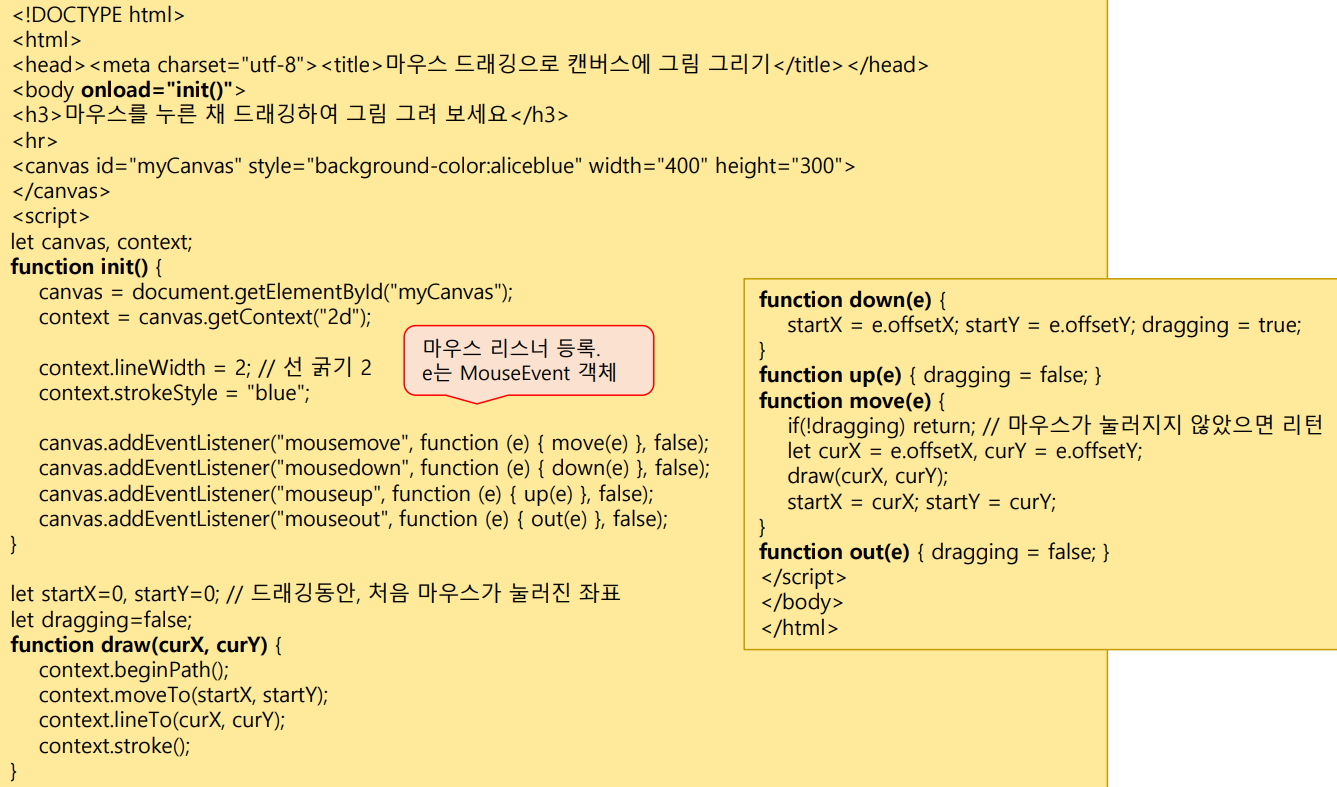 <!DOCTYPE html>
<html>
<head><meta charset="utf-8"><title>마우스 드래깅으로 캔버스에 그림 그리기</title></head>
<body onload="init()">
<h3>마우스를 누른 채 드래깅하여 그림 그려 보세요</h3>
<hr>
<canvas id="myCanvas" style="background-color:aliceblue" width="400" height="300">
</canvas>
<script>
let canvas, context;
function init() {
    canvas = document.getElementById("myCanvas");
    context = canvas.getContext("2d");

    context.lineWidth = 2; // 선 굵기 2
    context.strokeStyle = "blue";

마우스 리스너 등록.
e는 MouseEvent 객체

    canvas.addEventListener("mousemove", function (e) { move(e) }, false);
    canvas.addEventListener("mousedown", function (e) { down(e) }, false);
    canvas.addEventListener("mouseup", function (e) { up(e) }, false);
    canvas.addEventListener("mouseout", function (e) { out(e) }, false);
}

let startX=0, startY=0; // 드래깅동안, 처음 마우스가 눌러진 좌표
let dragging=false;
function draw(curX, curY) {
    context.beginPath();
    context.moveTo(startX, startY);
    context.lineTo(curX, curY);
    context.stroke();
}
function down(e) {
    startX = e.offsetX; startY = e.offsetY; dragging = true;
}
function up(e) { dragging = false; }
function move(e) {
    if(!dragging) return; // 마우스가 눌러지지 않았으면 리턴
    let curX = e.offsetX, curY = e.offsetY;
    draw(curX, curY);
    startX = curX; startY = curY;
}
function out(e) { dragging = false; }
</script>
</body>
</html>